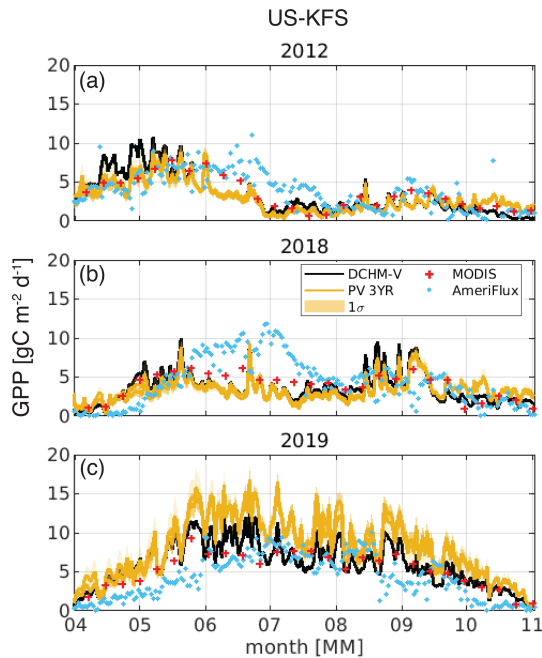 US-KFS
2012
(a)
20
15
10
5
0
2018
(b)
20
15
10
5
0
DCHM-V
MODIS
PV 3YR
AmeriFlux
1σ
GPP [gC m-2 d-1]
2019
(c)
20
15
10
5
0
04 05 06 07 08 09 10 11
month [MM]